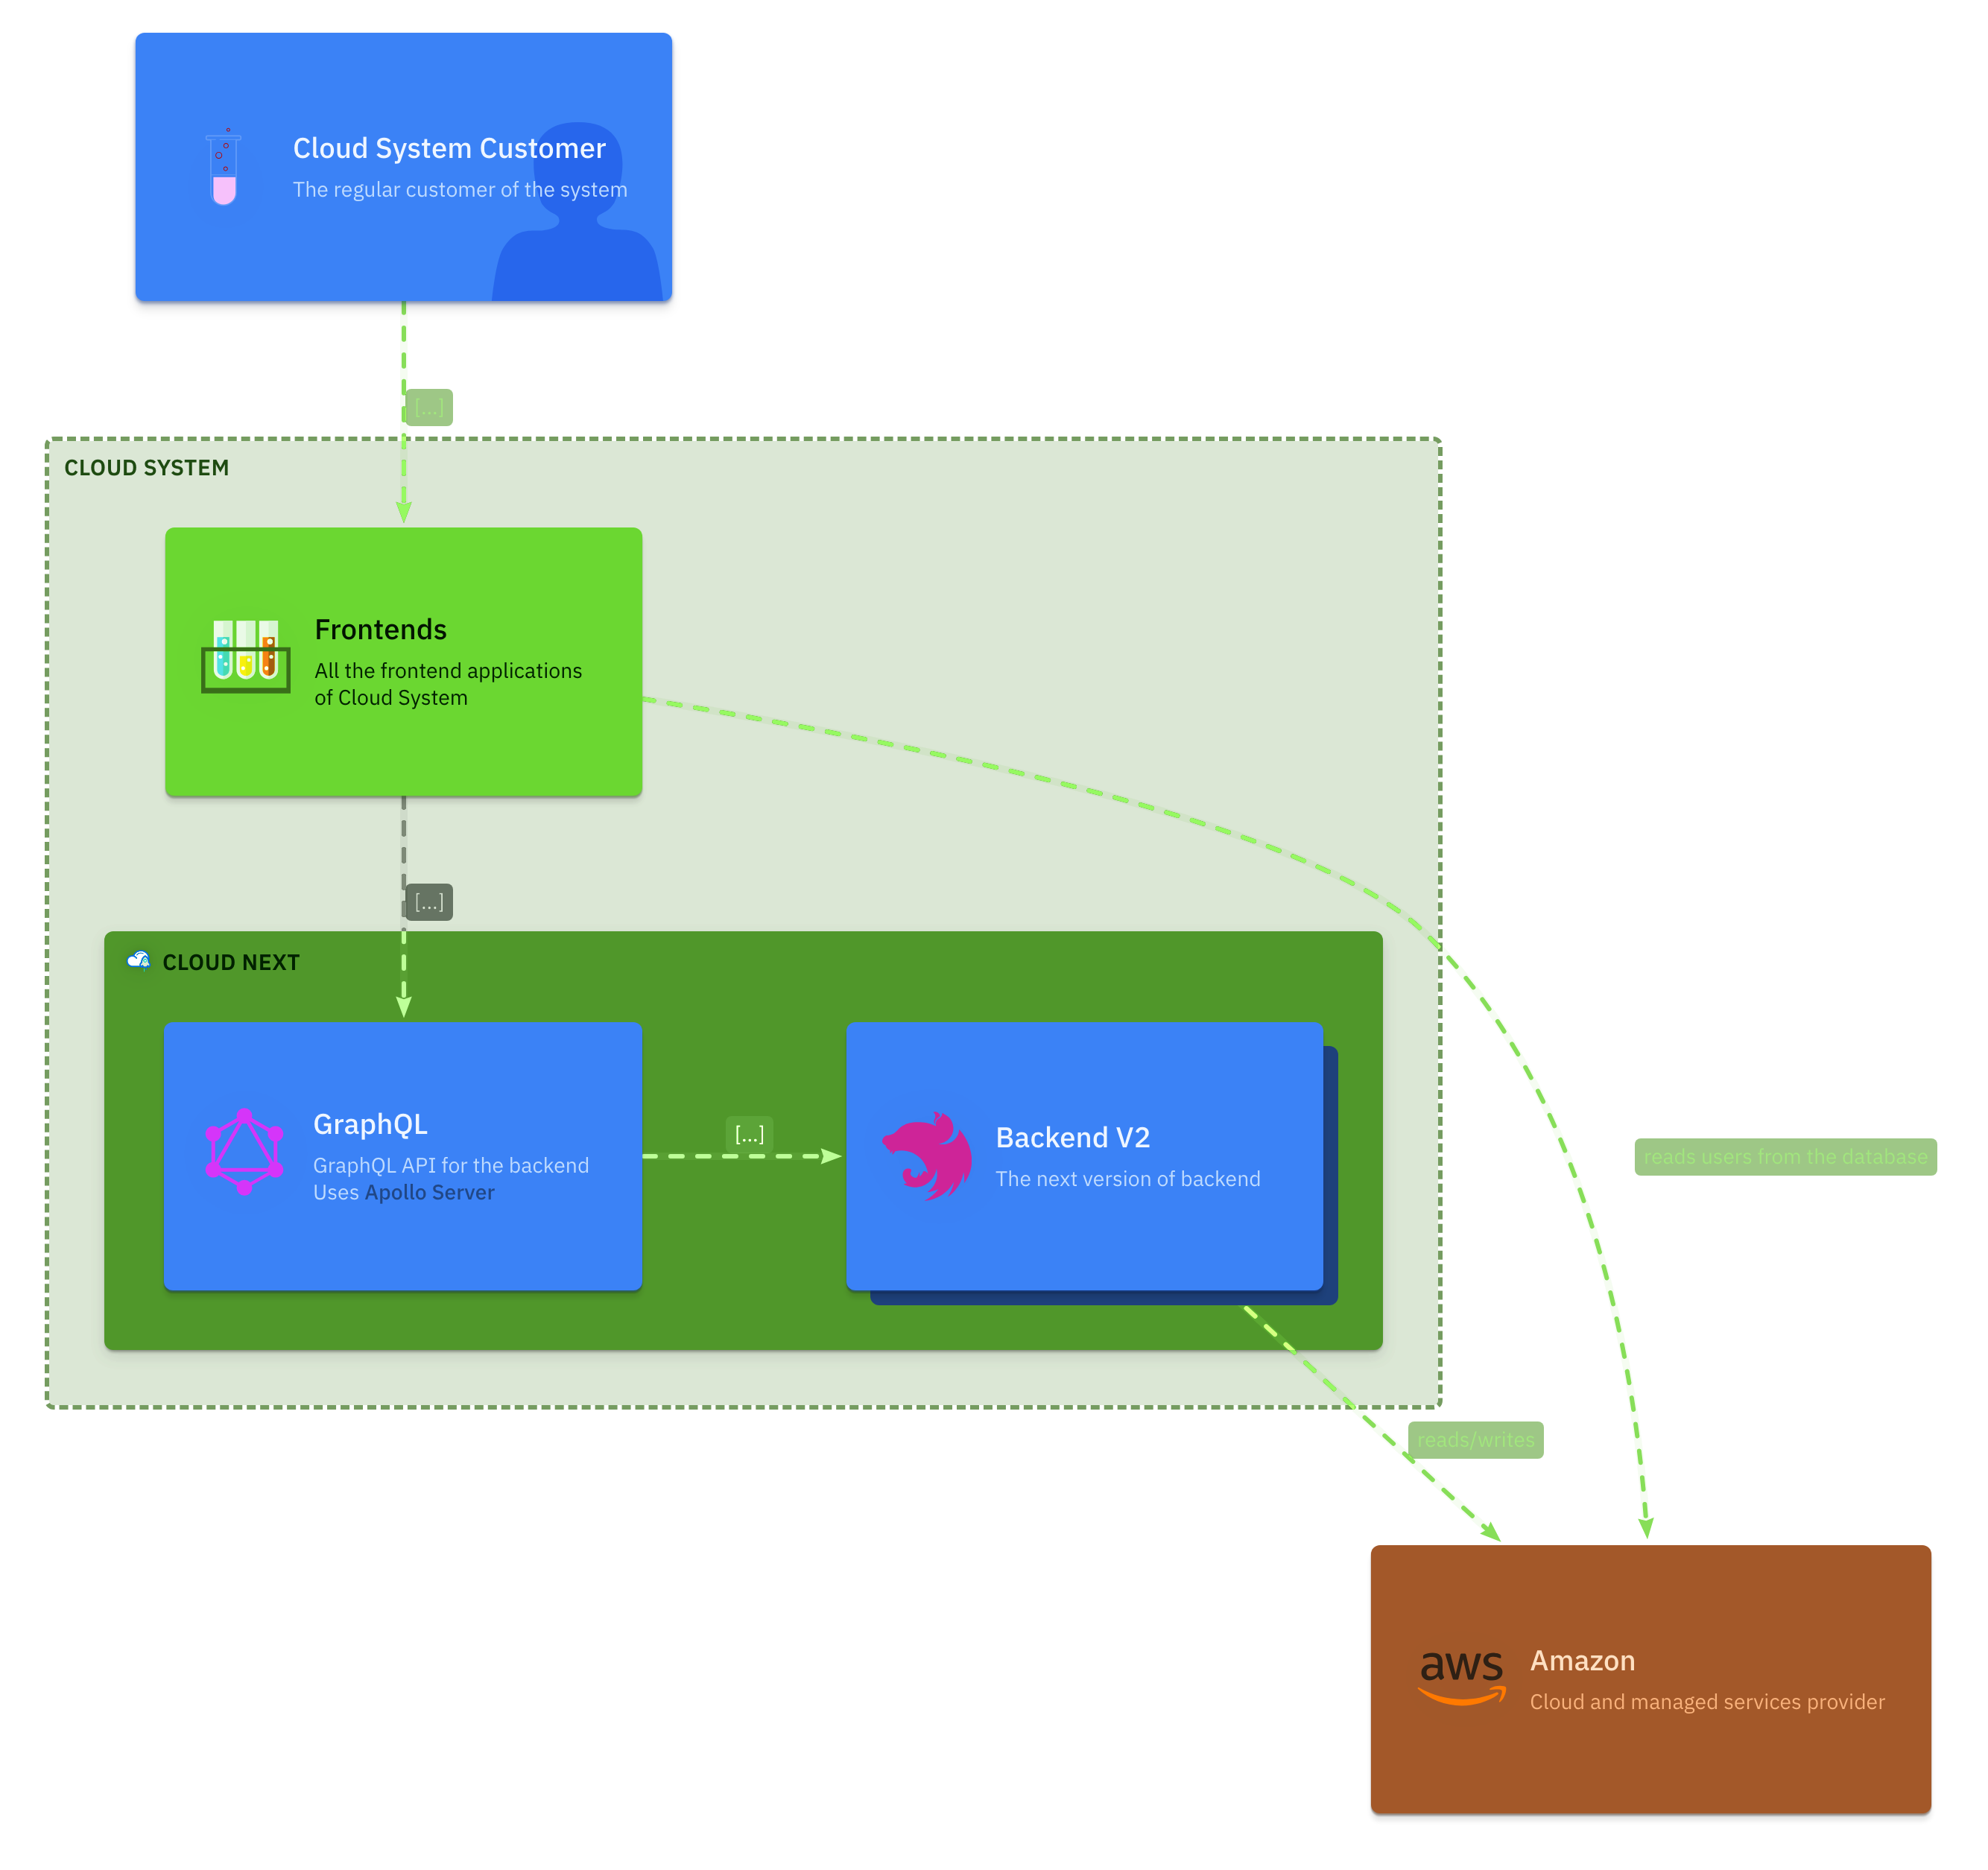 Cloud System Customer
The regular customer of the system
[...]
CLOUD SYSTEM
Frontends
All the frontend applications
of Cloud System
[...]
CLOUD NEXT
GraphQL
GraphQL API for the backend
Uses Apollo Server
[...]
Backend V2
The next version of backend
reads users from the database
reads/writes
aws
Amazon
Cloud and managed services provider